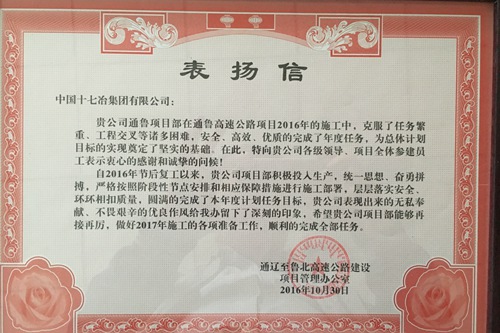 表扬信
中国十七冶集团有限公司：
贵公司通鲁项目部在通鲁高速公路项目2016年的施工中，克服了任务繁
重、工程交叉等诸多困难，安全、高效、优质的完成了年度任务，为总体计划
目标的实现奠定了坚实的基础。在此，特向贵公司各级领导、项目全体参建员
工表示衷心的感谢和诚挚的问候！
自2016年节后复工以来，贵公司项目部积极投入生产，统一思想、奋勇拼
搏，严格按照阶段性节点安排和相应保障措施进行施工部署，层层落实安全、
环环相扣质量，圆满的完成了本年度计划任务目标，贵公司表现出来的无私奉
献、不畏艰辛的优良作风给我办留下了深刻的印象，希望贵公司项目部能够再
接再厉，做好2017年施工的各项准备工作，顺利的完成全部任务。
通辽至鲁北高速公路建设
项目管理办公室
2016年10月30日